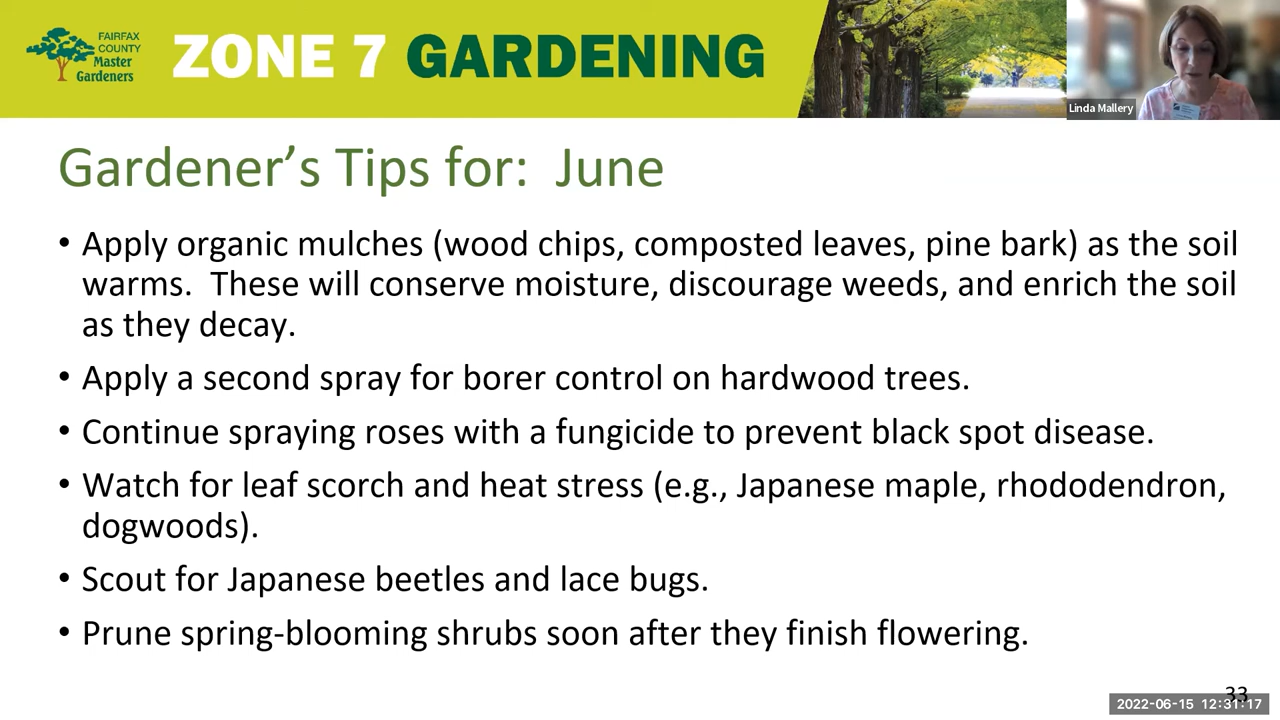 FAIRFAX
COUNTY
Master
Gardeners
ZONE 7 GARDENING
Linda Mallery
Gardener’s Tips for:  June
• Apply organic mulches (wood chips, composted leaves, pine bark) as the soil
warms.  These will conserve moisture, discourage weeds, and enrich the soil
as they decay.
• Apply a second spray for borer control on hardwood trees.
• Continue spraying roses with a fungicide to prevent black spot disease.
• Watch for leaf scorch and heat stress (e.g., Japanese maple, rhododendron,
dogwoods).
• Scout for Japanese beetles and lace bugs.
• Prune spring-blooming shrubs soon after they finish flowering.
33
2022-06-15 12:31:17